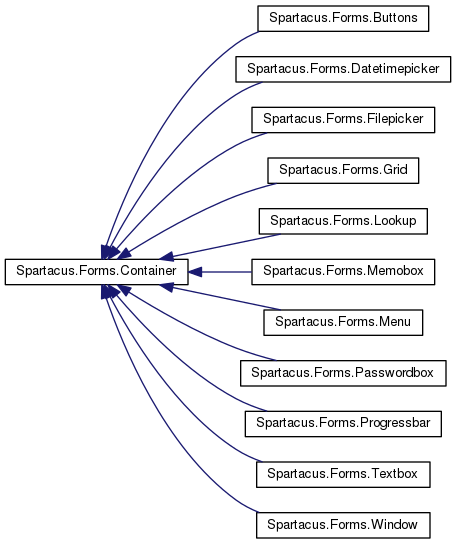 Spartacus.Forms.Buttons
Spartacus.Forms.Datetimepicker
Spartacus.Forms.Filepicker
Spartacus.Forms.Grid
Spartacus.Forms.Lookup
Spartacus.Forms.Container
Spartacus.Forms.Memobox
Spartacus.Forms.Menu
Spartacus.Forms.Passwordbox
Spartacus.Forms.Progressbar
Spartacus.Forms.Textbox
Spartacus.Forms.Window